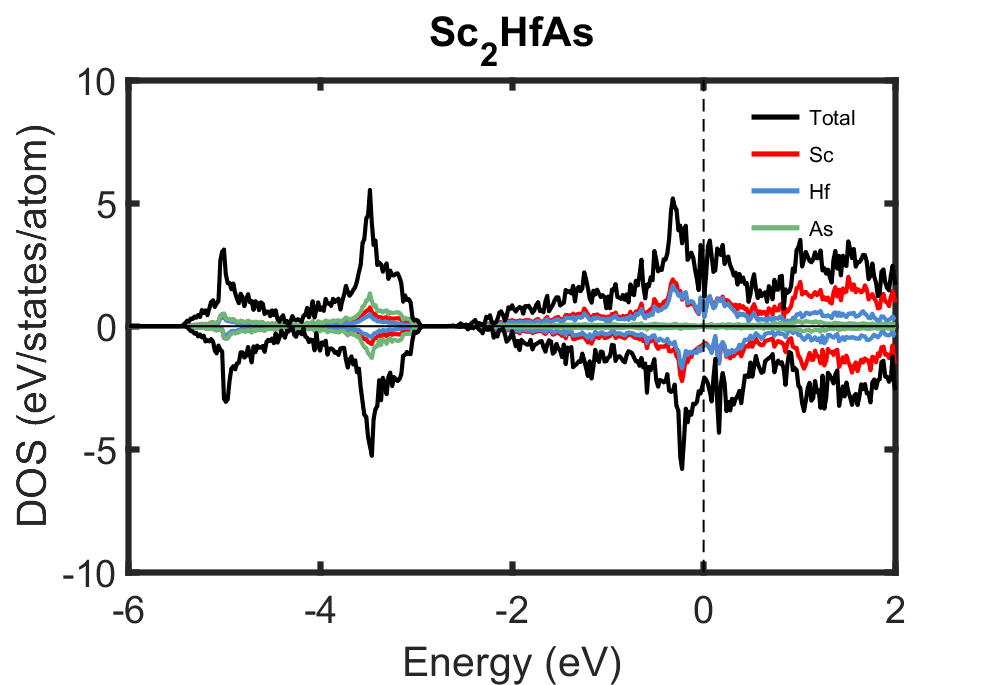 Sc2HfAs
10
5
0
-5
-10
DOS (eV/states/atom)
Total
Sc
Hf
As
-6 -4 -2 0 2
Energy (eV)